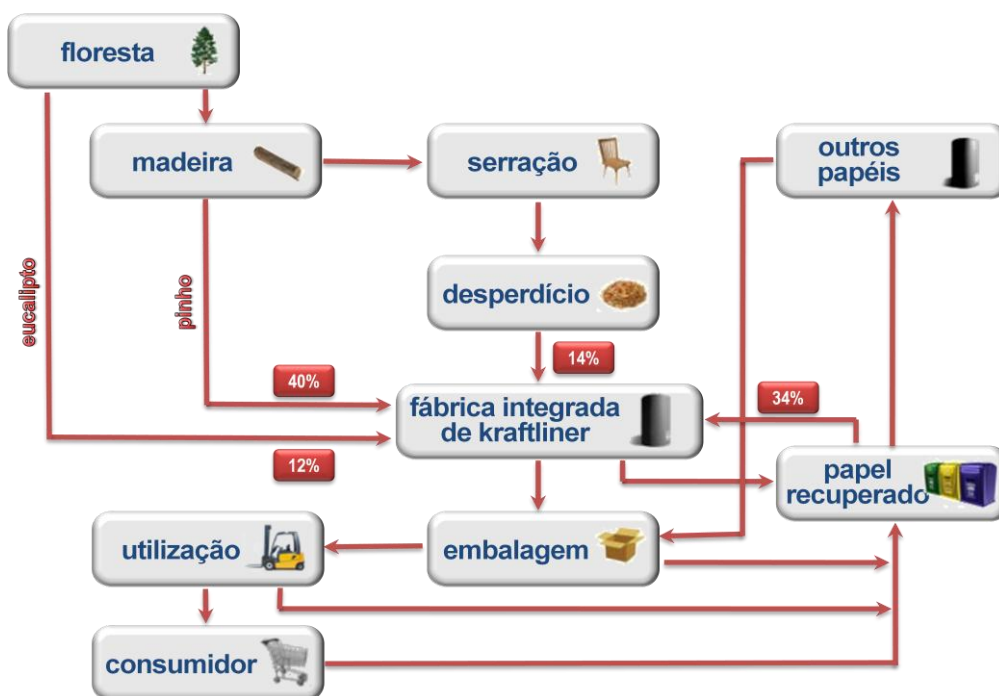 floresta
madeira
serração
outros
papéis
eucalipto
pinho
desperdício
14%
40%
34%
fábrica integrada
de kraftliner
12%
papel
recuperado
utilização
embalagem
consumidor